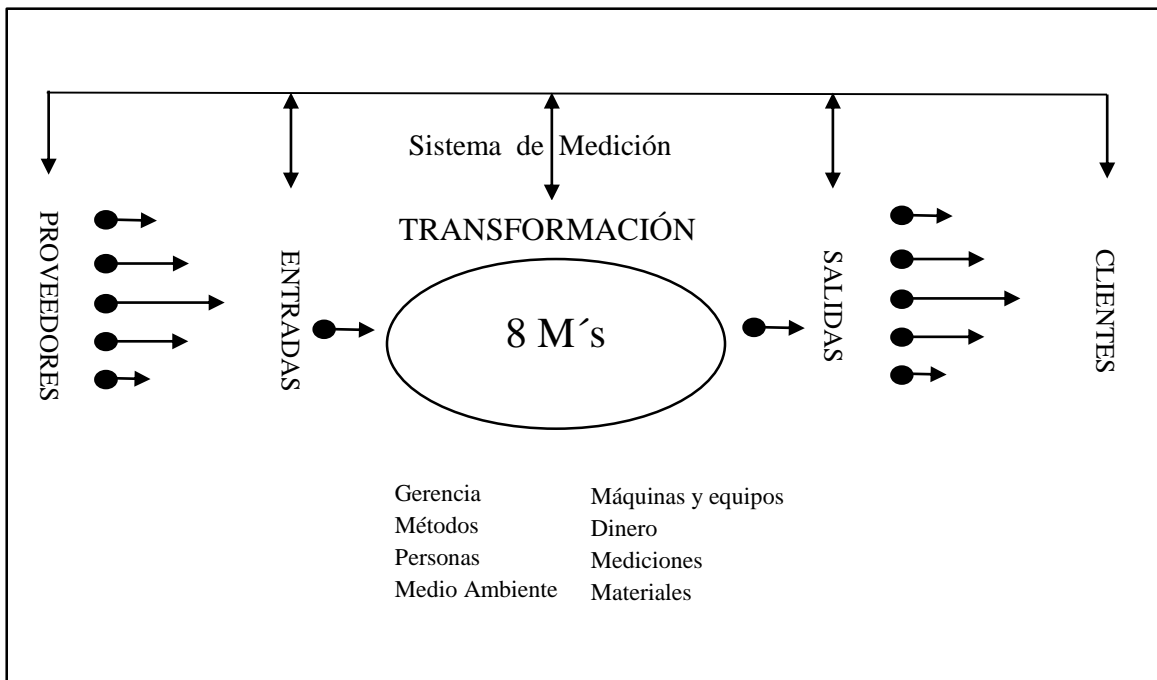 Sistema de Medición
PROVEEDORES
ENTRADAS
TRANSFORMACIÓN
8 M´s
SALIDAS
CLIENTES
Gerencia
Métodos
Personas
Medio Ambiente
Máquinas y equipos
Dinero
Mediciones
Materiales